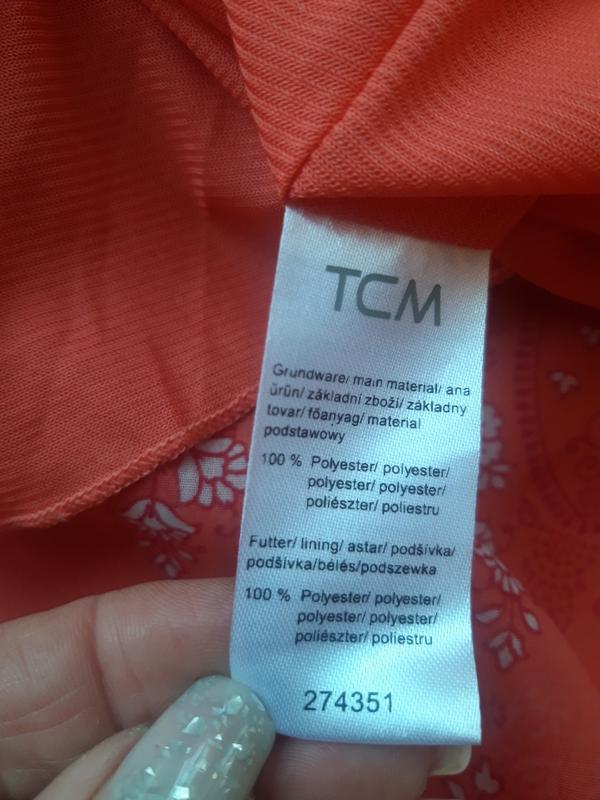 TCM
Grundware/ main material/ ana
ürün/ základní zboží/ základny
tovar/ főanyag/ material
podstawowy
100 % Polyester/ polyester/
polyester/ polyester/
poliészter/ poliestru
Futter/ lining/ astar/ podšívka/
podšívka/bélés/podszewka
100 % Polyester/ polyester/
polyester/ polyester/
poliészter/ poliestru
274351